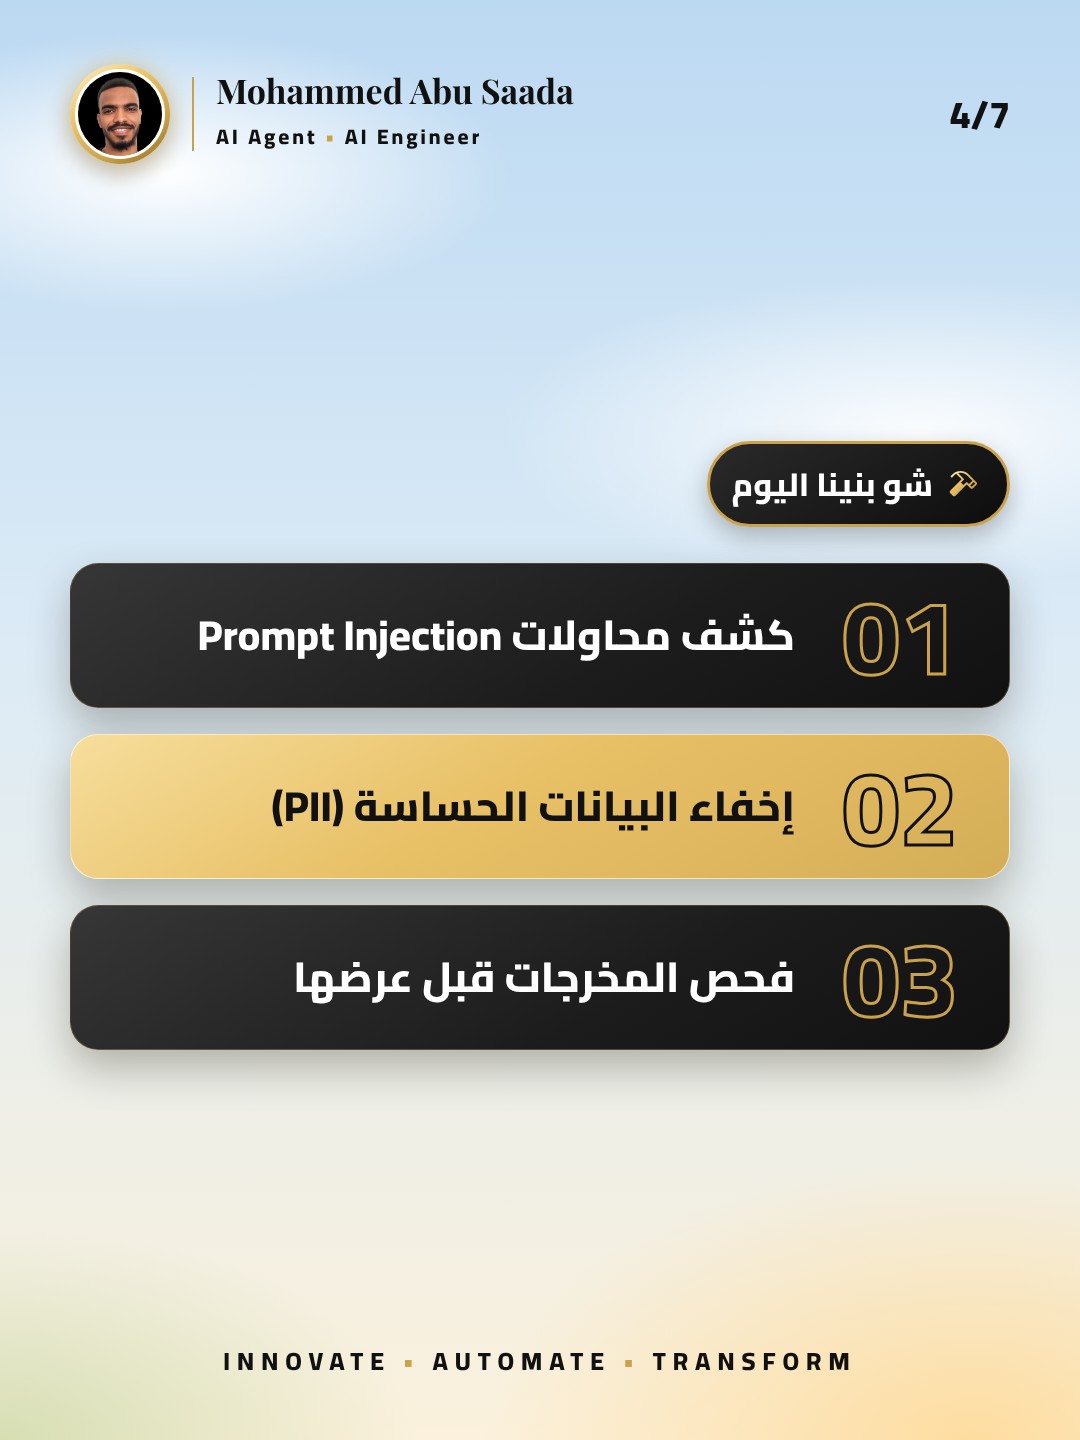 Mohammed Abu Saada
AI Agent ▪ AI Engineer
4/7
شو بنينا اليوم
01 كشف محاولات Prompt Injection
02 إخفاء البيانات الحساسة (PII)
03 فحص المخرجات قبل عرضها
INNOVATE ▪ AUTOMATE ▪ TRANSFORM